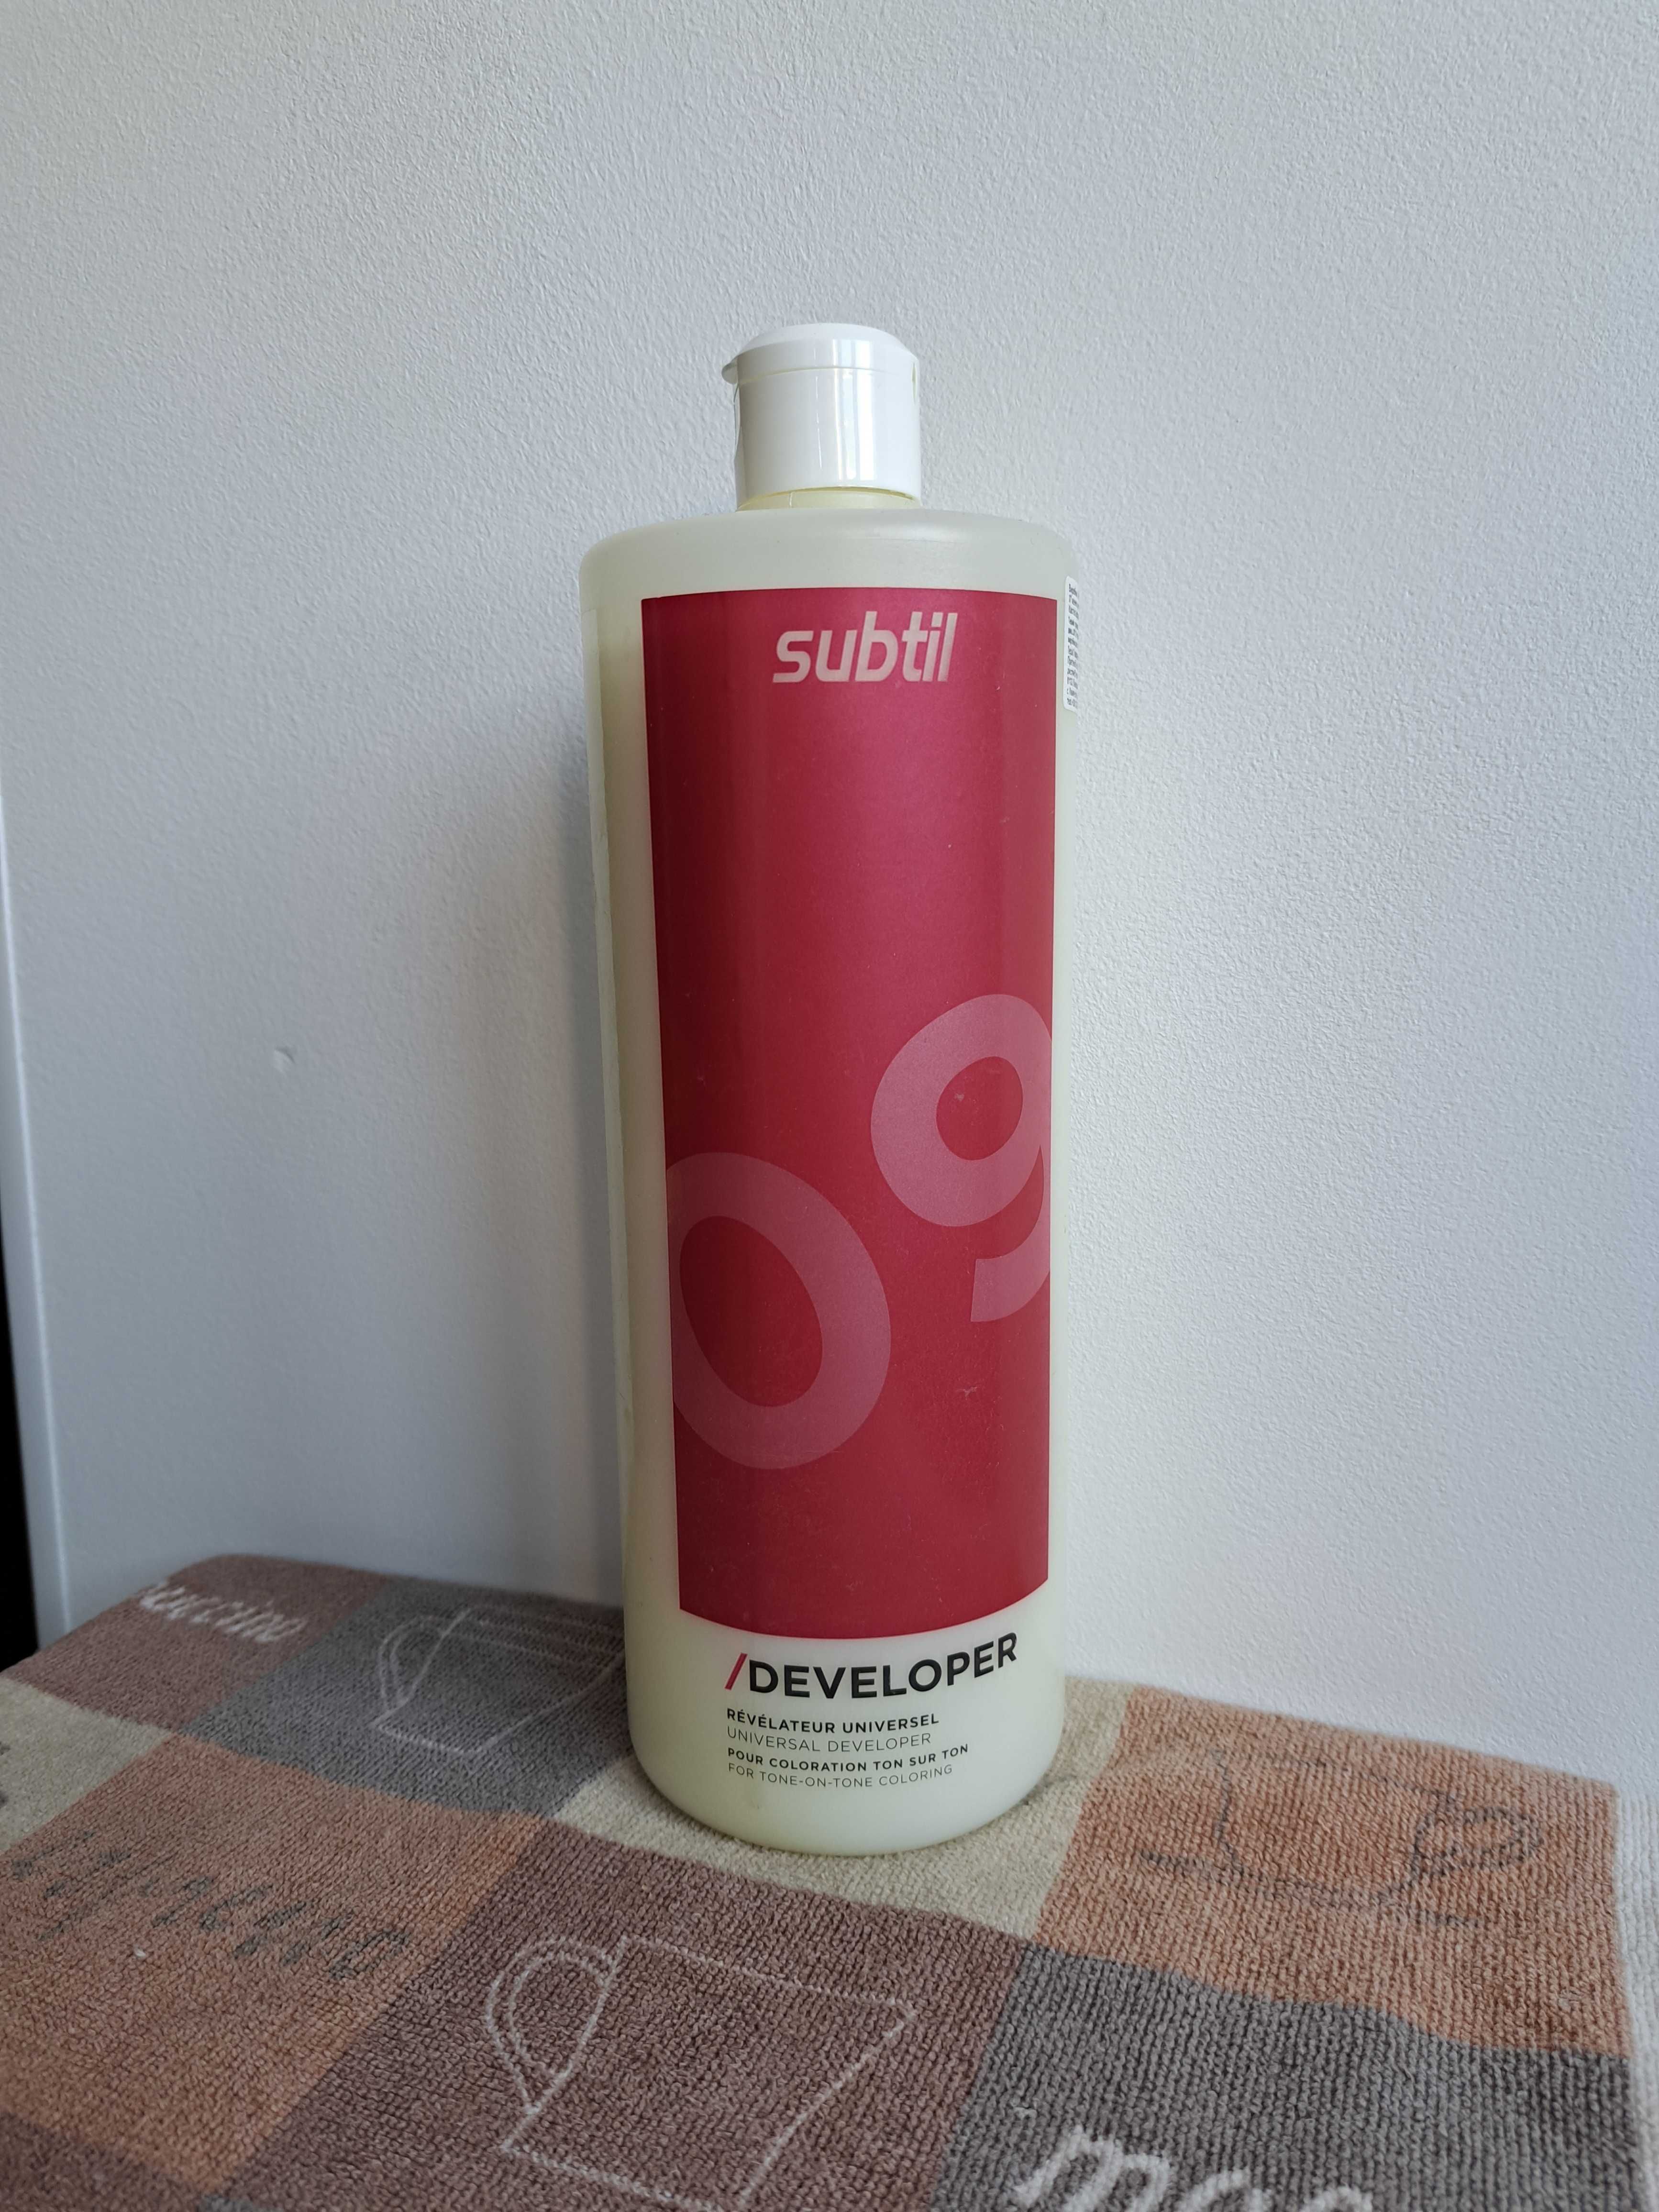 subtil
09
/DEVELOPER
RÉVÉLATEUR UNIVERSEL
UNIVERSAL DEVELOPER
POUR COLORATION TON SUR TON
FOR TONE-ON-TONE COLORING